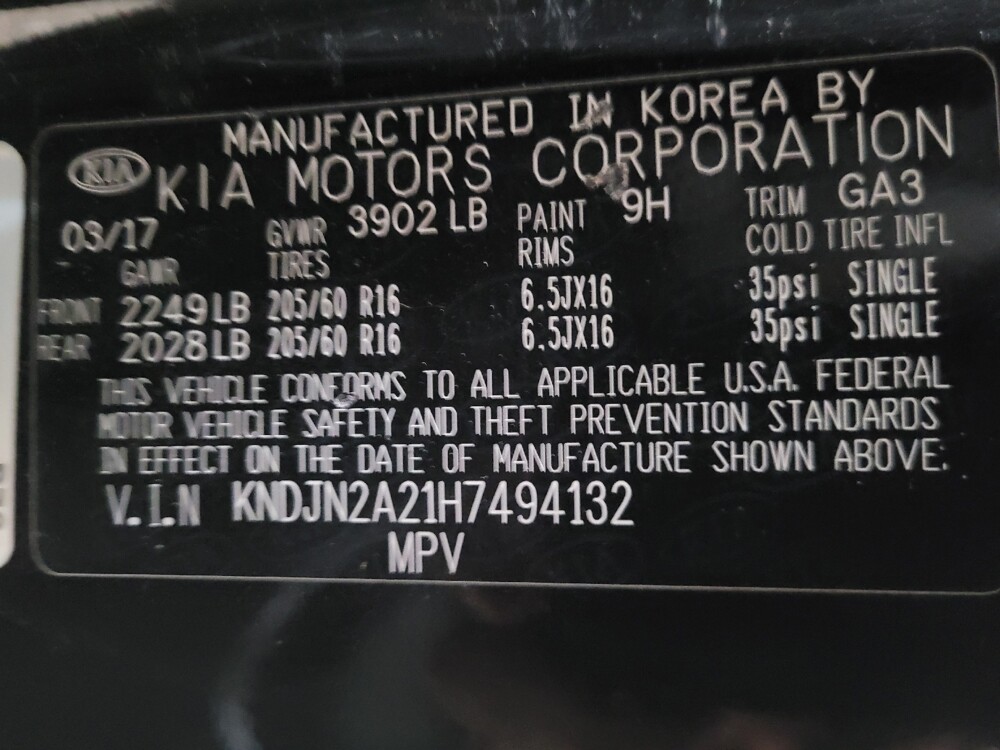 MANUFACTURED IN KOREA BY
KIA KIA MOTORS CORPORATION
03/17 GVWR 3902 LB PAINT 9H TRIM GA3
GAWR TIRES RIMS COLD TIRE INFL
FRONT 2249 LB 205/60 R16 6.5JX16 35psi SINGLE
REAR 2028 LB 205/60 R16 6.5JX16 35psi SINGLE
THIS VEHICLE CONFORMS TO ALL APPLICABLE U.S.A. FEDERAL
MOTOR VEHICLE SAFETY AND THEFT PREVENTION STANDARDS
IN EFFECT ON THE DATE OF MANUFACTURE SHOWN ABOVE.
V.I.N KNDJN2A21H7494132
MPV